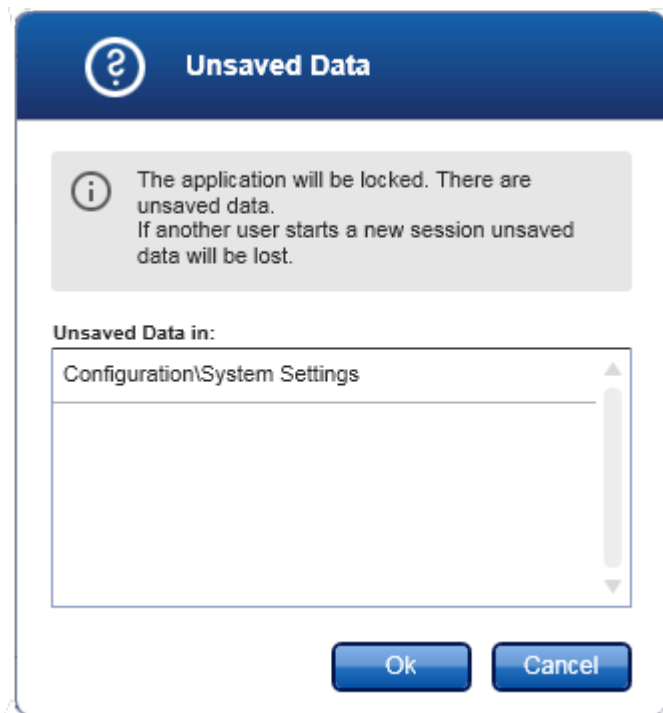 Unsaved Data
The application will be locked. There are
unsaved data.
If another user starts a new session unsaved
data will be lost.
Unsaved Data in:
Configuration\System Settings
Ok
Cancel